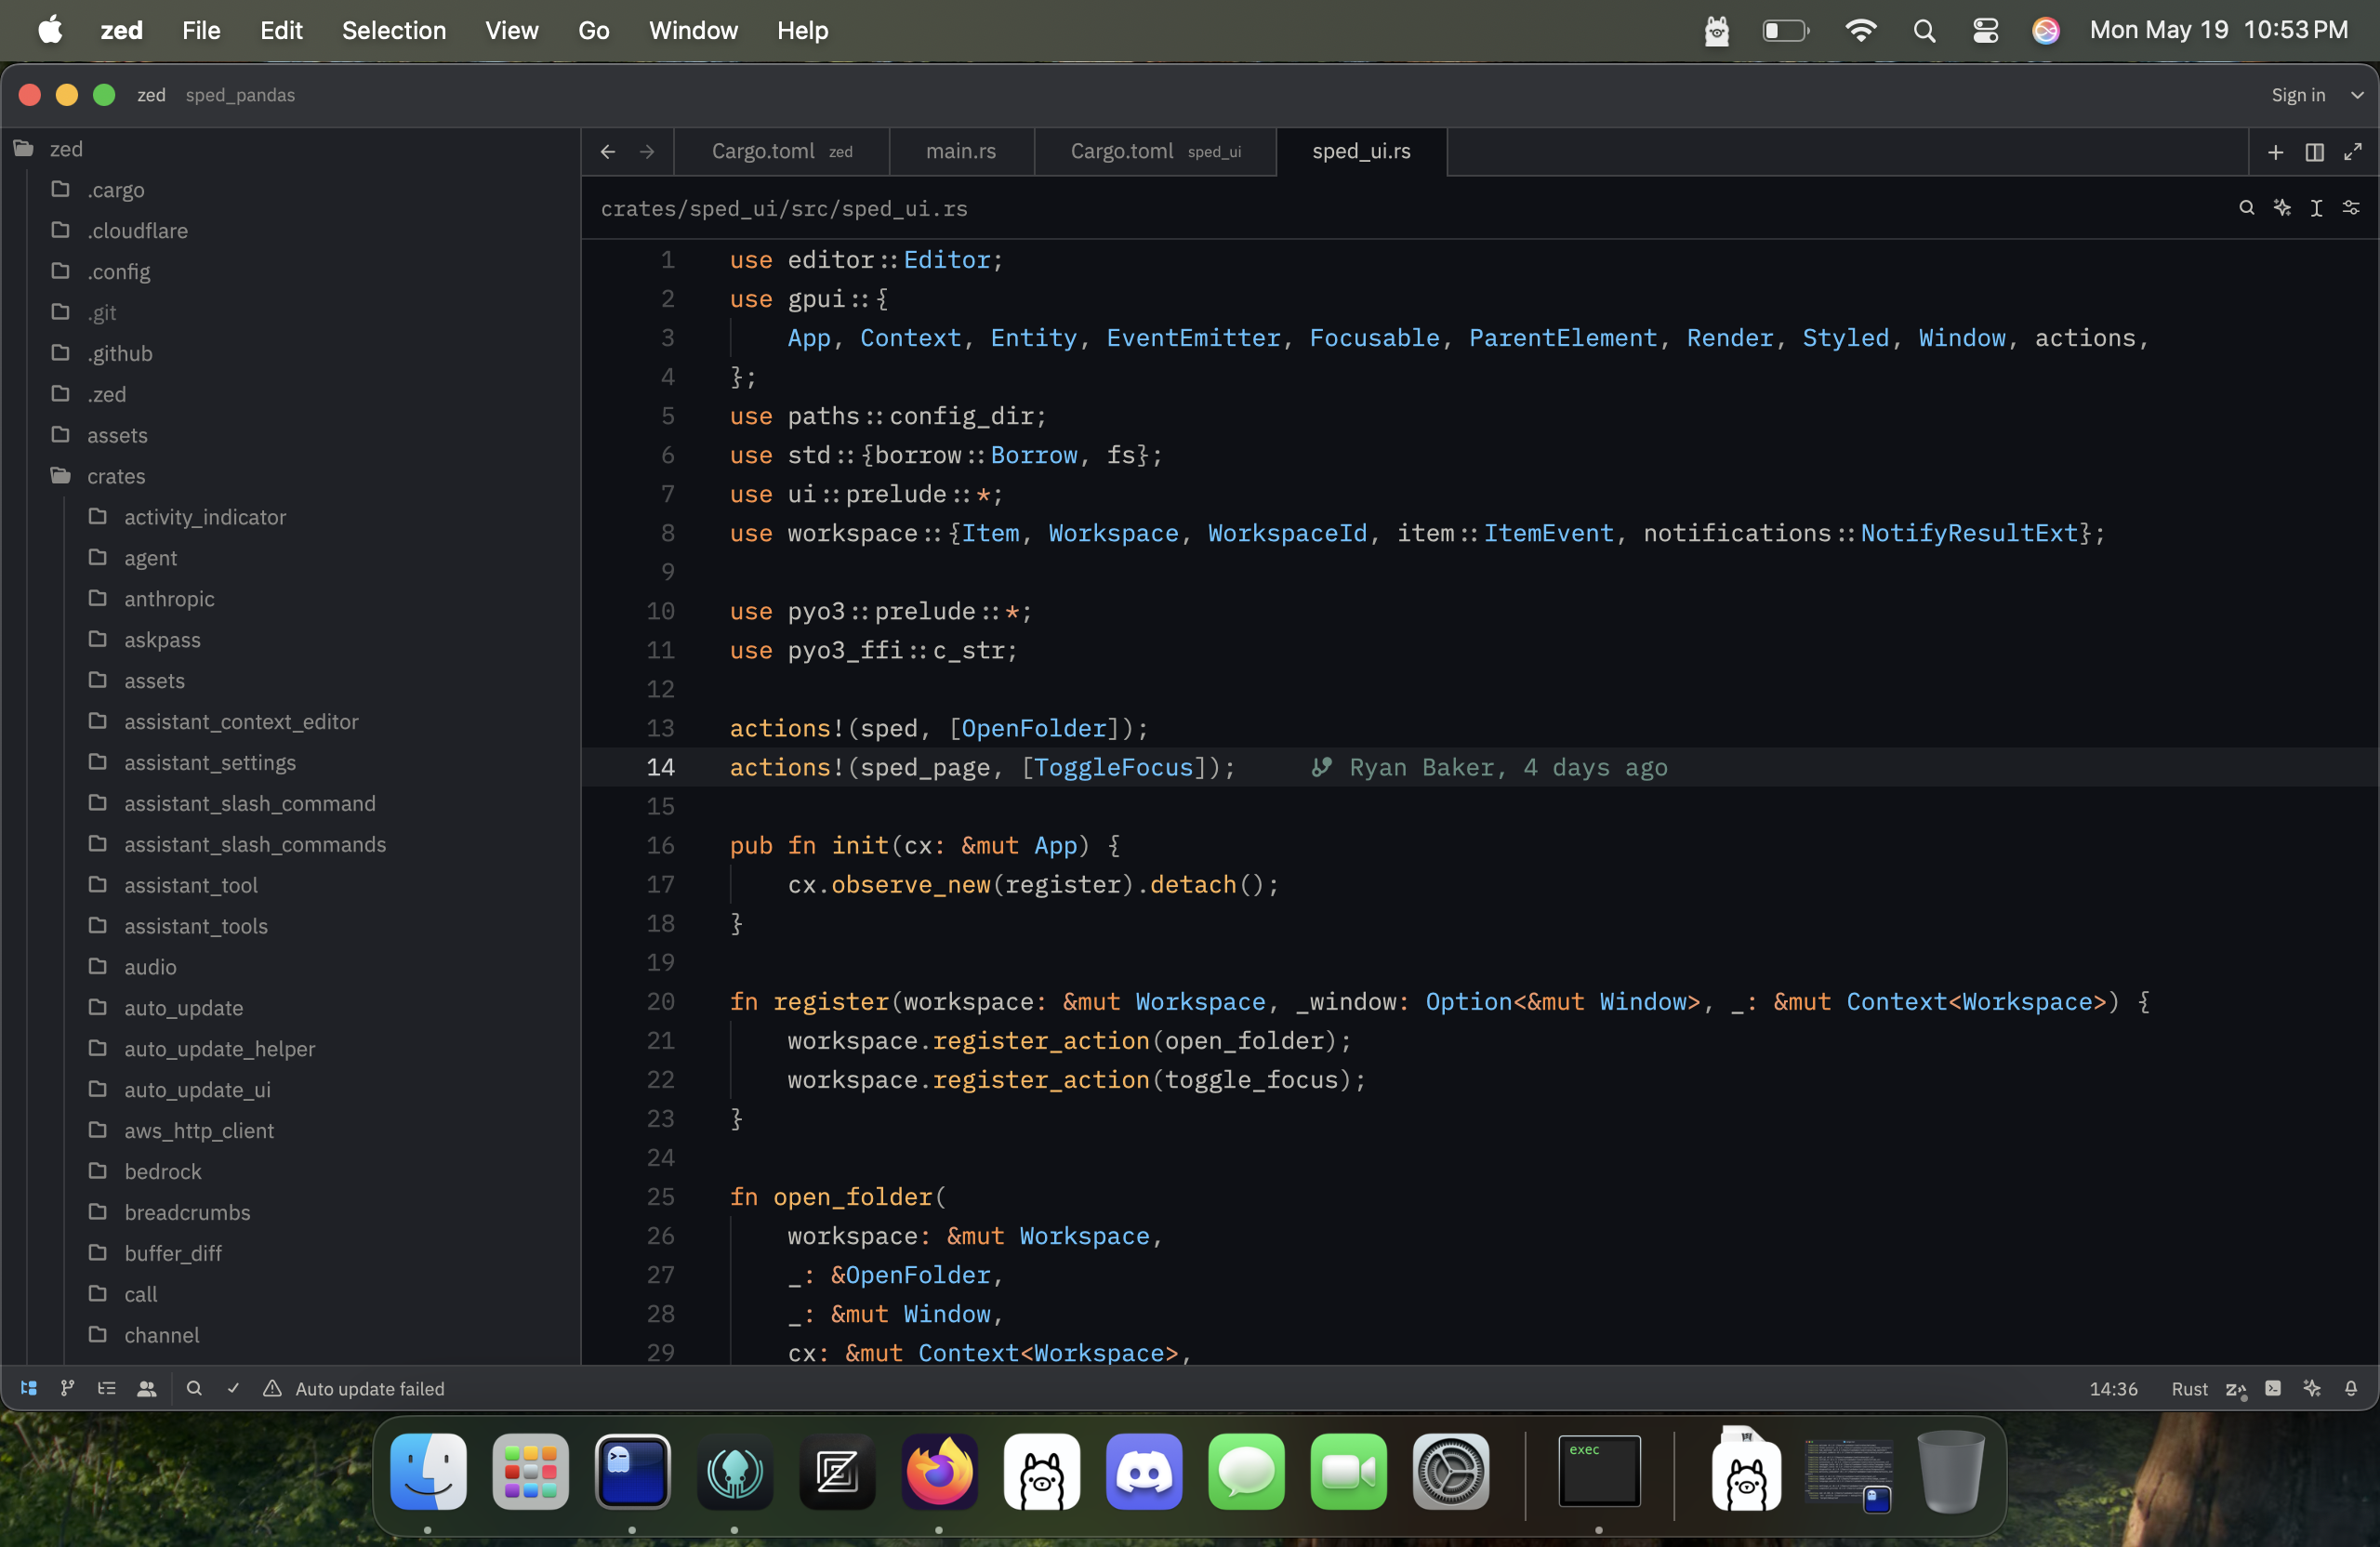 zed File Edit Selection View Go Window Help Mon May 19 10:53 PM
zed sped_pandas Sign in
zed
.cargo
.cloudflare
.config
.git
.github
.zed
assets
crates
activity_indicator
agent
anthropic
askpass
assets
assistant_context_editor
assistant_settings
assistant_slash_command
assistant_slash_commands
assistant_tool
assistant_tools
audio
auto_update
auto_update_helper
auto_update_ui
aws_http_client
bedrock
breadcrumbs
buffer_diff
call
channel
Cargo.toml zed main.rs Cargo.toml sped_ui sped_ui.rs
crates/sped_ui/src/sped_ui.rs
1 use editor::Editor;
2 use gpui::{
3 App, Context, Entity, EventEmitter, Focusable, ParentElement, Render, Styled, Window, actions,
4 };
5 use paths::config_dir;
6 use std::{borrow::Borrow, fs};
7 use ui::prelude::*;
8 use workspace::{Item, Workspace, WorkspaceId, item::ItemEvent, notifications::NotifyResultExt};
9
10 use pyo3::prelude::*;
11 use pyo3_ffi::c_str;
12
13 actions!(sped, [OpenFolder]);
14 actions!(sped_page, [ToggleFocus]); Ryan Baker, 4 days ago
15
16 pub fn init(cx: &mut App) {
17 cx.observe_new(register).detach();
18 }
19
20 fn register(workspace: &mut Workspace, _window: Option<&mut Window>, _: &mut Context<Workspace>) {
21 workspace.register_action(open_folder);
22 workspace.register_action(toggle_focus);
23 }
24
25 fn open_folder(
26 workspace: &mut Workspace,
27 _: &OpenFolder,
28 _: &mut Window,
29 cx: &mut Context<Workspace>,
Auto update failed 14:36 Rust
exec